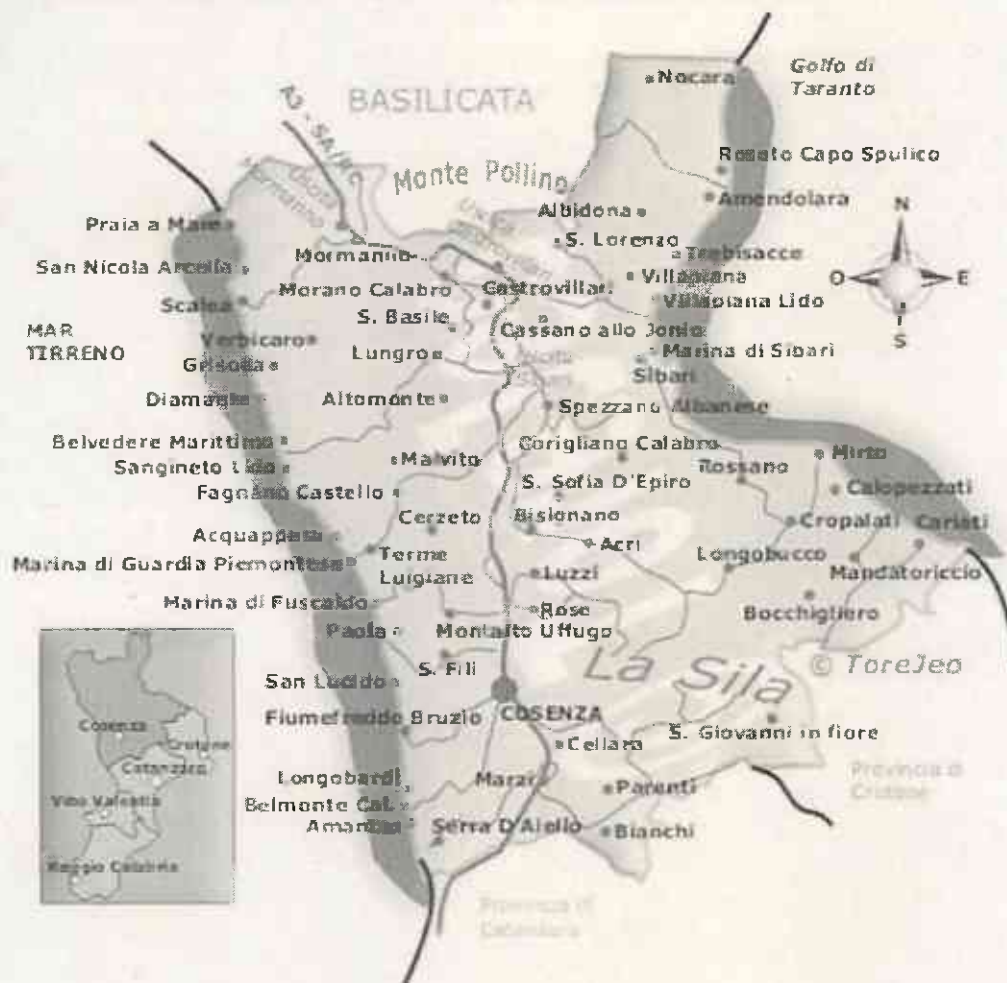 Golfo di
Taranto
Nocara
BASILICATA
A3 - SA/RC
Roseto Capo Spulico
Monte Pollino
Amendolara
Albidona
N
Praia a Mare
S. Lorenzo
Trebisacce
Mormanno
San Nicola Arcella
Villapiana
O
E
Morano Calabro
Castrovillari
Villapiana Lido
Scalea
S. Basile
Cassano allo Jonio
S
MAR
TIRRENO
Verbicaro
Lungro
Marina di Sibari
Grisolia
Sibari
Diamante
Altomonte
Spezzano Albanese
Belvedere Marittimo
Corigliano Calabro
Mirto
Sangineto Lido
Malvito
Rossano
S. Sofia D'Epiro
Calopezzati
Fagnano Castello
Cerzeto
Bisignano
Cropalati
Cariati
Acquappesa
Acri
Longobucco
Marina di Guardia Piemontese
Terme
Luigiane
Luzzi
Mandatoriccio
Marina di Fuscaldo
Rose
Bocchigliero
Paola
Montalto Uffugo
S. Fili
La Sila
© ToreJeo
San Lucido
Fiumefreddo Bruzio
COSENZA
S. Giovanni in fiore
Cosenza
Crotone
Cellara
Catanzaro
Longobardi
Marzi
Parenti
Provincia di
Crotone
Vibo Valentia
Belmonte Cal.
Amantea
Serra D'Aiello
Bianchi
Reggio Calabria
Provincia di
Catanzaro